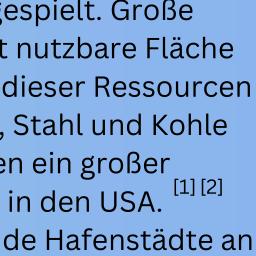 gespielt. Große
t nutzbare Fläche
dieser Ressourcen
, Stahl und Kohle
en ein großer
in den USA. [1] [2]
de Hafenstädte an